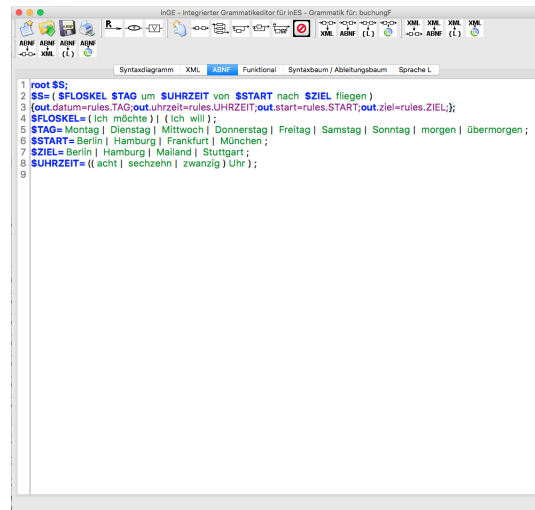 inGE - Integrierter Grammatikeditor für inES - Grammatik für: buchungF
XML ABNF ( L ) XML XML XML
ABNF ( L )
ABNF ABNF ABNF ABNF
XML ( L )
Syntaxdiagramm XML ABNF Funktional Syntaxbaum / Ableitungsbaum Sprache L
1 root $S;
2 $S= ( $FLOSKEL $TAG um $UHRZEIT von $START nach $ZIEL fliegen )
3 {out.datum=rules.TAG;out.uhrzeit=rules.UHRZEIT;out.start=rules.START;out.ziel=rules.ZIEL;};
4 $FLOSKEL= ( Ich möchte ) | ( Ich will ) ;
5 $TAG= Montag | Dienstag | Mittwoch | Donnerstag | Freitag | Samstag | Sonntag | morgen | übermorgen ;
6 $START= Berlin | Hamburg | Frankfurt | München ;
7 $ZIEL= Berlin | Hamburg | Mailand | Stuttgart ;
8 $UHRZEIT= (( acht | sechzehn | zwanzig ) Uhr ) ;
9